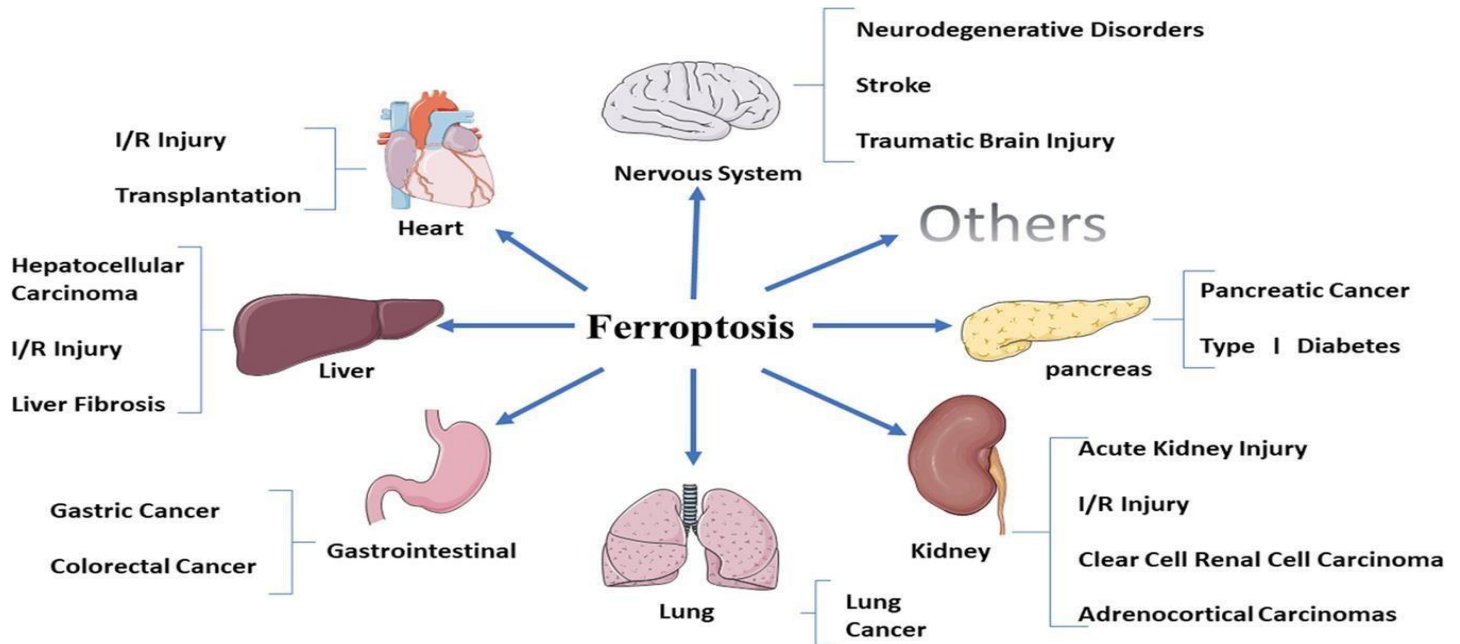 Neurodegenerative Disorders
Stroke
Traumatic Brain Injury
Nervous System
I/R Injury
Transplantation
Heart
Others
Hepatocellular
Carcinoma
I/R Injury
Liver Fibrosis
Liver
Ferroptosis
Pancreatic Cancer
Type I Diabetes
pancreas
Gastric Cancer
Colorectal Cancer
Gastrointestinal
Lung
Lung
Cancer
Kidney
Acute Kidney Injury
I/R Injury
Clear Cell Renal Cell Carcinoma
Adrenocortical Carcinomas